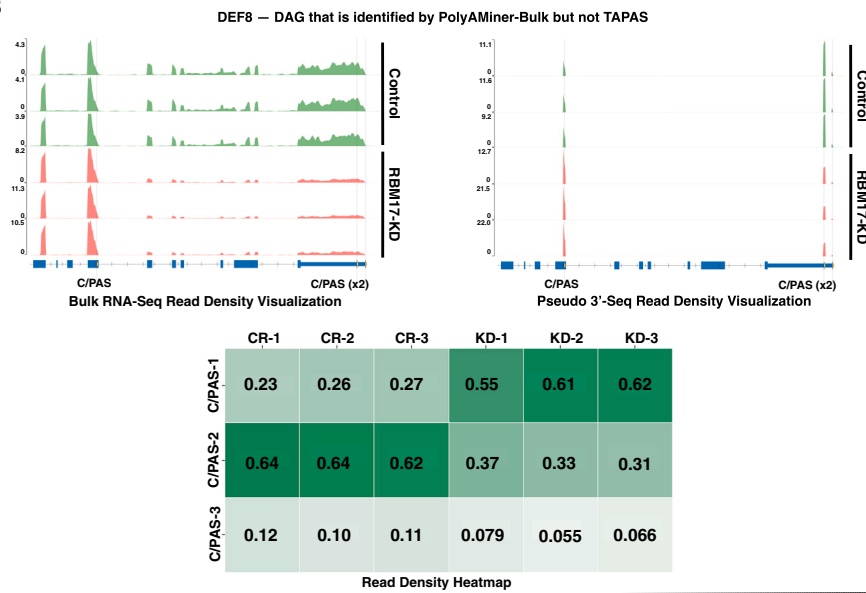 DEF8 — DAG that is identified by PolyAMiner-Bulk but not TAPAS
4.3
0
4.1
0
3.9
0
8.2
0
11.3
0
10.5
0
Control
RBM17-KD
C/PAS
C/PAS (x2)
Bulk RNA-Seq Read Density Visualization
11.1
0
11.6
0
9.2
0
12.7
0
21.5
0
22.0
0
Control
RBM17-KD
C/PAS
C/PAS (x2)
Pseudo 3'-Seq Read Density Visualization
CR-1 CR-2 CR-3 KD-1 KD-2 KD-3
C/PAS-1 0.23 0.26 0.27 0.55 0.61 0.62
C/PAS-2 0.64 0.64 0.62 0.37 0.33 0.31
C/PAS-3 0.12 0.10 0.11 0.079 0.055 0.066
Read Density Heatmap